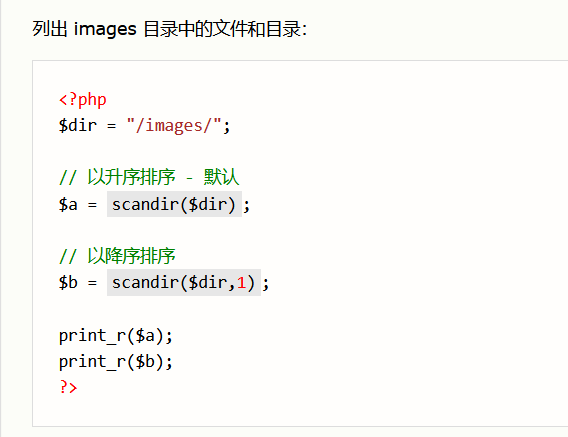 列出 images 目录中的文件和目录：
<?php
$dir = "/images/";
// 以升序排序 - 默认
$a = scandir($dir);
// 以降序排序
$b = scandir($dir,1);
print_r($a);
print_r($b);
?>